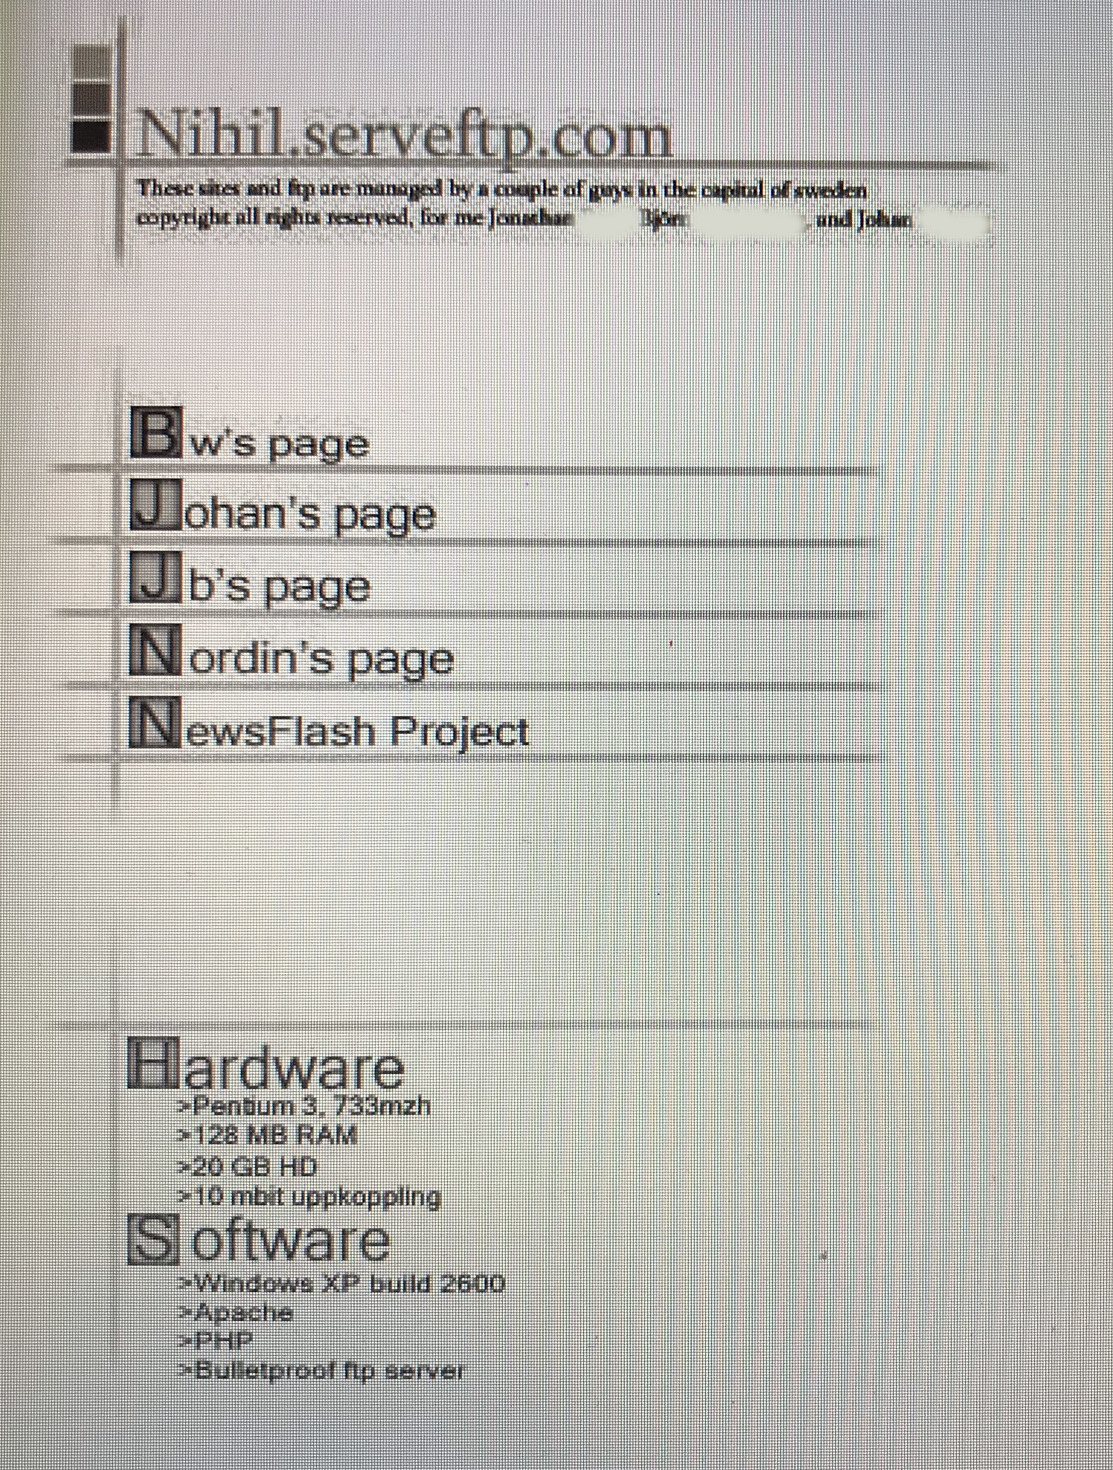 Nihil.serveftp.com
These sites and ftp are managed by a couple of guys in the capital of sweden
copyright all rights reserved, for me Jonathan Björn and Johan
Bw's page
Johan's page
Jb's page
Nordin's page
NewsFlash Project
Hardware
>Pentium 3, 733mzh
>128 MB RAM
>20 GB HD
>10 mbit uppkoppling
Software
>Windows XP build 2600
>Apache
>PHP
>Bulletproof ftp server